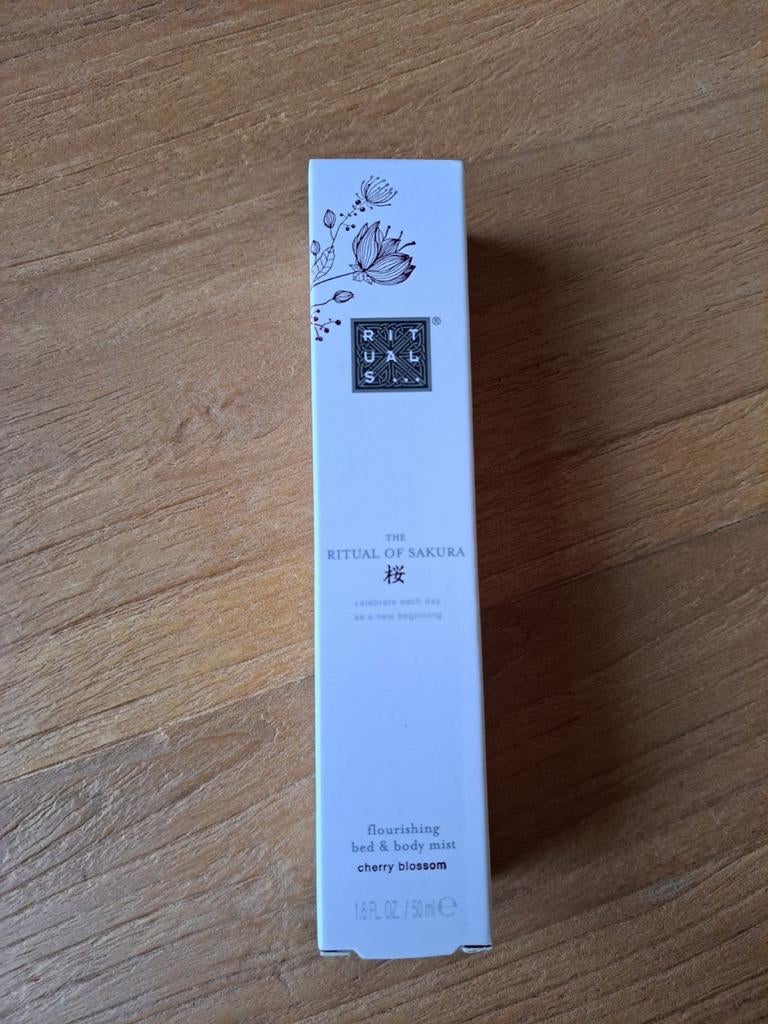 RIT
UAL
S...
®
THE
RITUAL OF SAKURA
桜
celebrate each day
as a new beginning
flourishing
bed & body mist
cherry blossom
1.6 FL. OZ. / 50 ml ℮